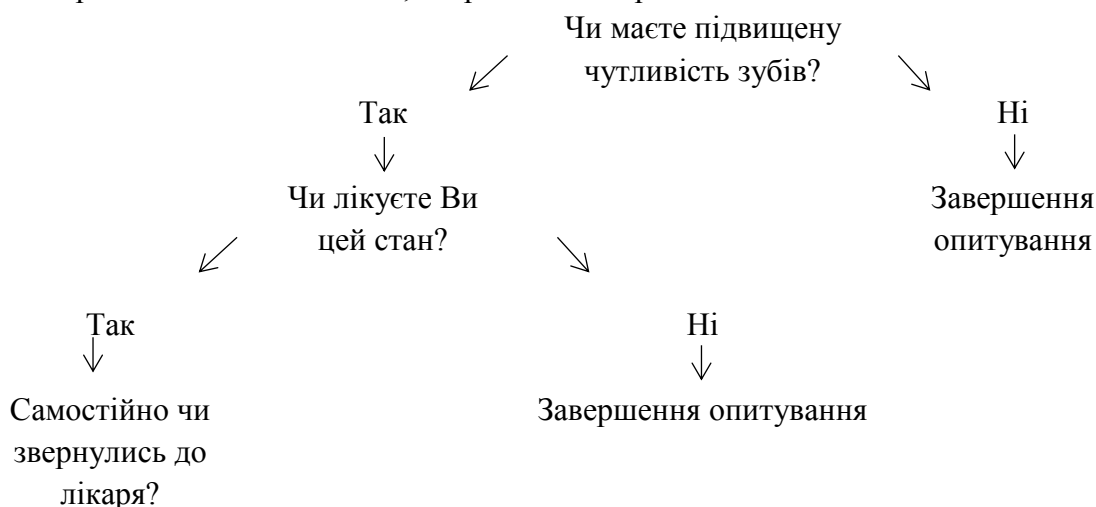 Чи маєте підвищену
чутливість зубів?
Так
Ні
Чи лікуєте Ви
цей стан?
Завершення
опитування
Так
Ні
Самостійно чи
звернулись до
лікаря?
Завершення опитування